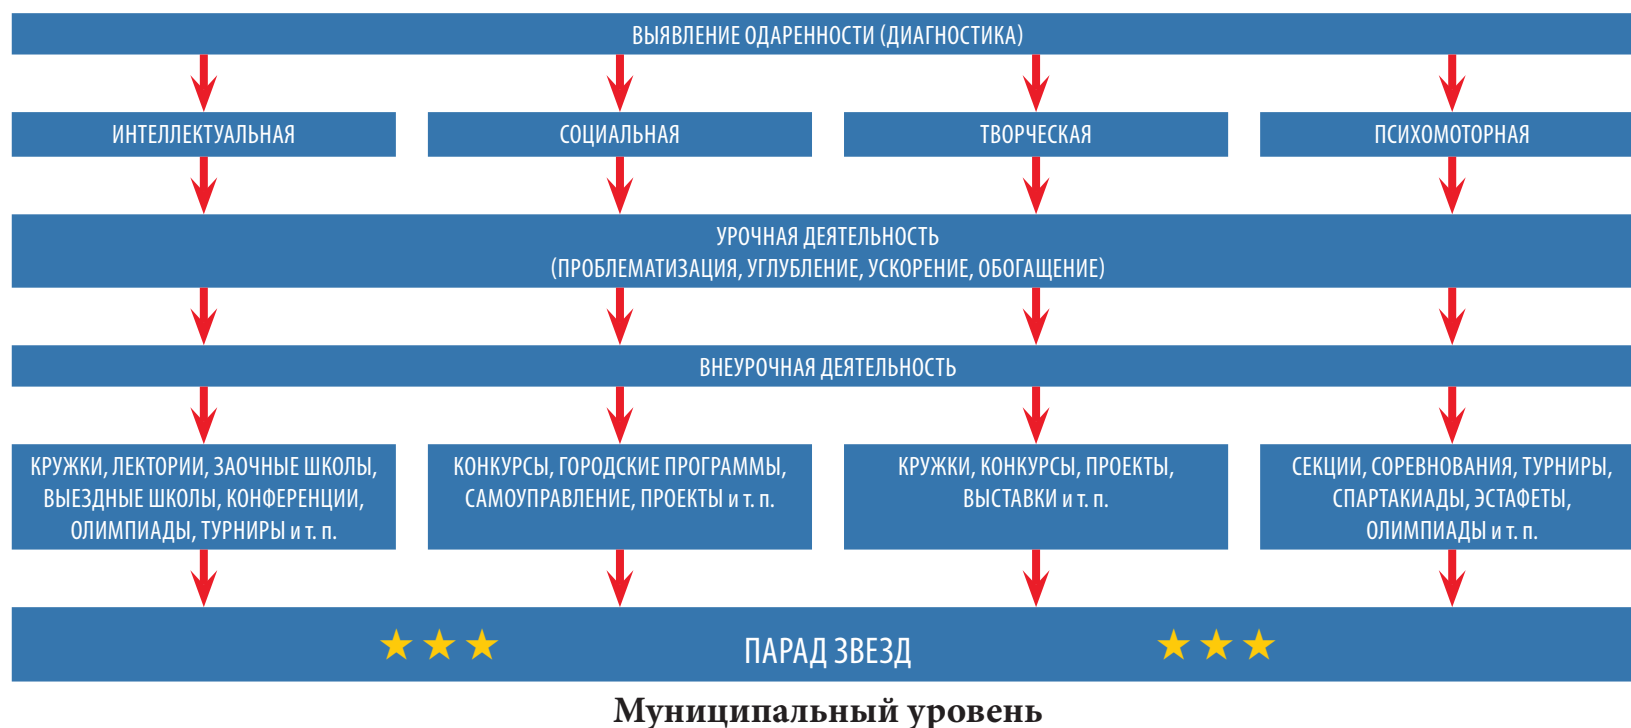 ВЫЯВЛЕНИЕ ОДАРЕННОСТИ (ДИАГНОСТИКА)
ИНТЕЛЛЕКТУАЛЬНАЯ
СОЦИАЛЬНАЯ
ТВОРЧЕСКАЯ
ПСИХОМОТОРНАЯ
УРОЧНАЯ ДЕЯТЕЛЬНОСТЬ
(ПРОБЛЕМАТИЗАЦИЯ, УГЛУБЛЕНИЕ, УСКОРЕНИЕ, ОБОГАЩЕНИЕ)
ВНЕУРОЧНАЯ ДЕЯТЕЛЬНОСТЬ
КРУЖКИ, ЛЕКТОРИИ, ЗАОЧНЫЕ ШКОЛЫ,
ВЫЕЗДНЫЕ ШКОЛЫ, КОНФЕРЕНЦИИ,
ОЛИМПИАДЫ, ТУРНИРЫ и т. п.
КОНКУРСЫ, ГОРОДСКИЕ ПРОГРАММЫ,
САМОУПРАВЛЕНИЕ, ПРОЕКТЫ и т. п.
КРУЖКИ, КОНКУРСЫ, ПРОЕКТЫ,
ВЫСТАВКИ и т. п.
СЕКЦИИ, СОРЕВНОВАНИЯ, ТУРНИРЫ,
СПАРТАКИАДЫ, ЭСТАФЕТЫ,
ОЛИМПИАДЫ и т. п.
ПАРАД ЗВЕЗД
Муниципальный уровень